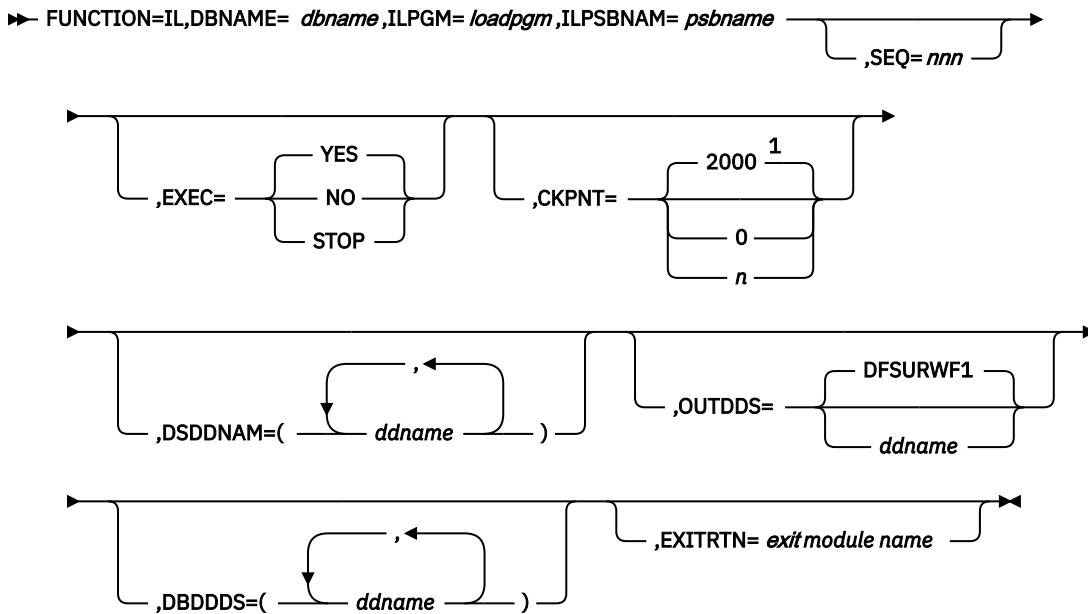 FUNCTION=IL,DBNAME= dbname ,ILPGM= loadpgm ,ILPSBNAM= psbname
,SEQ= nnn
,EXEC=
YES
NO
STOP
,CKPNT=
2000 1
0
n
,DSDDNAM=(
,
ddname
)
,OUTDDS=
DFSURWF1
ddname
,DBDDDS=(
,
ddname
)
,EXITRTN= exit module name